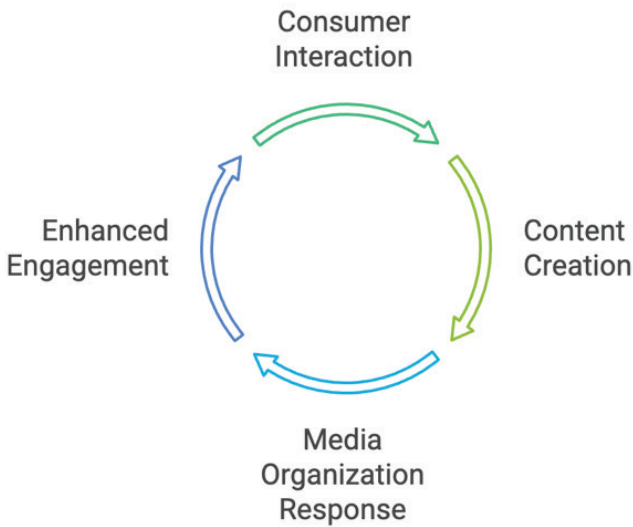 Consumer
Interaction
Enhanced
Engagement
Content
Creation
Media
Organization
Response